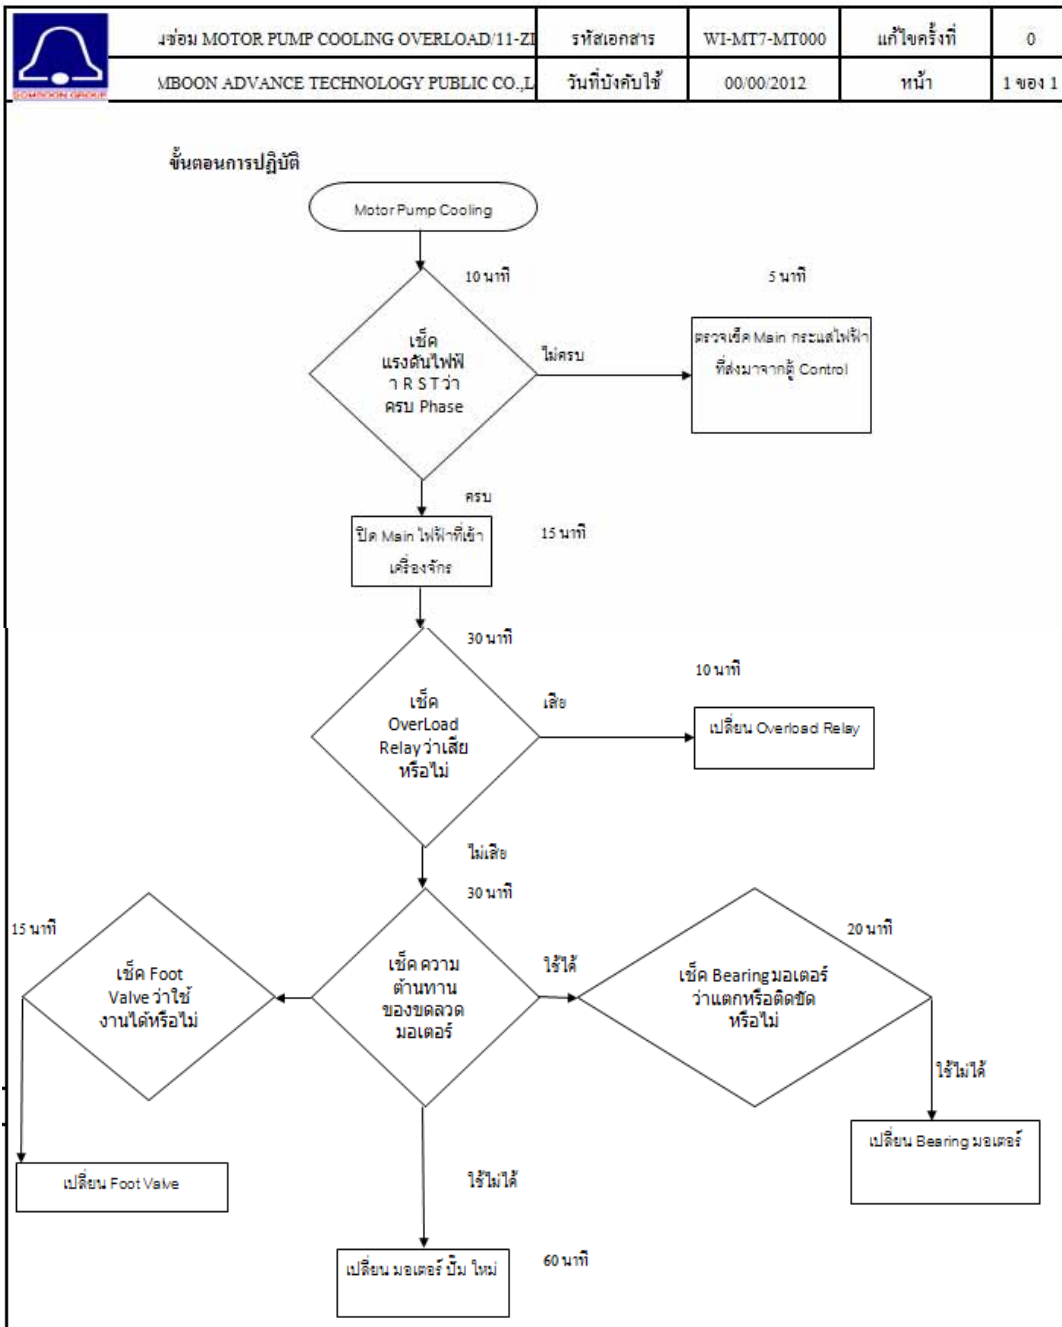 MOTOR PUMP COOLING OVERLOAD/11-ZI
รหัสเอกสาร
WI-MT7-MT000
แก้ไขครั้งที่
0
MBOON ADVANCE TECHNOLOGY PUBLIC CO.,L
วันที่บังคับใช้
00/00/2012
หน้า
1 ของ 1
SOMBOON GROUP
ขั้นตอนการปฏิบัติ
Motor Pump Cooling
10 นาที
5 นาที
เช็ค
แรงดันไฟฟ้
า R S T ว่า
ครบ Phase
ไม่ครบ
ตรวจเช็ค Main กระแสไฟฟ้า
ที่ส่งมาจากตู้ Control
ครบ
ปิด Main ไฟฟ้าที่เข้า
เครื่องจักร
15 นาที
30 นาที
เช็ค
OverLoad
Relay ว่าเสีย
หรือไม่
เสีย
10 นาที
เปลี่ยน Overload Relay
ไม่เสีย
30 นาที
15 นาที
เช็ค Foot
Valve ว่าใช้
งานได้หรือไม่
เช็ค ความ
ต้านทาน
ของขดลวด
มอเตอร์
ใช้ได้
20 นาที
เช็ค Bearing มอเตอร์
ว่าแตกหรือติดขัด
หรือไม่
ใช้ไม่ได้
เปลี่ยน Bearing มอเตอร์
เปลี่ยน Foot Valve
ใช้ไม่ได้
เปลี่ยน มอเตอร์ ปั๊ม ใหม่
60 นาที